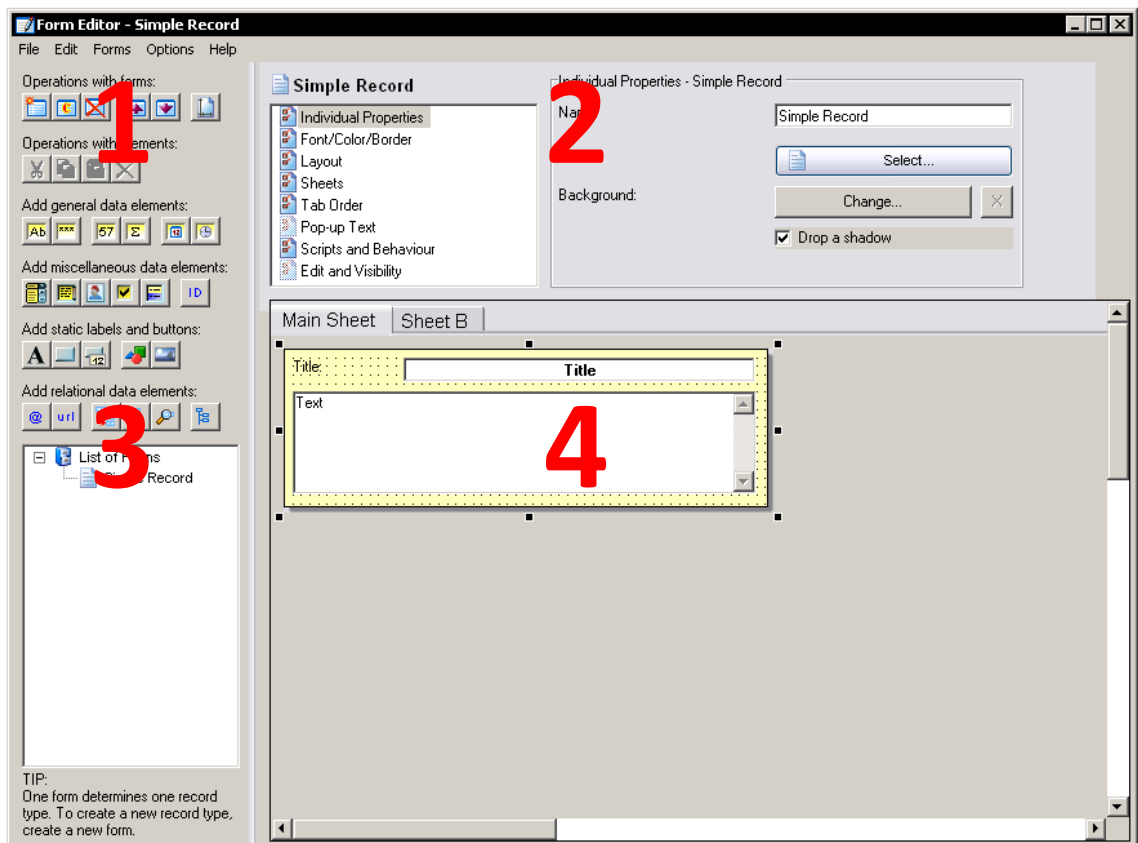 Form Editor - Simple Record
File Edit Forms Options Help
Operations with forms:
1
Operations with elements:
Add general data elements:
Ab *** 57 Σ 12
Add miscellaneous data elements:
ID
Add static labels and buttons:
A 12
Add relational data elements:
@ url
3
List of Forms
Simple Record
TIP:
One form determines one record
type. To create a new record type,
create a new form.
Simple Record
Individual Properties
Font/Color/Border
Layout
Sheets
Tab Order
Pop-up Text
Scripts and Behaviour
Edit and Visibility
2
Individual Properties - Simple Record
Simple Record
Select...
Background:
Change...
Drop a shadow
Main Sheet Sheet B
Title: Title
Text
4